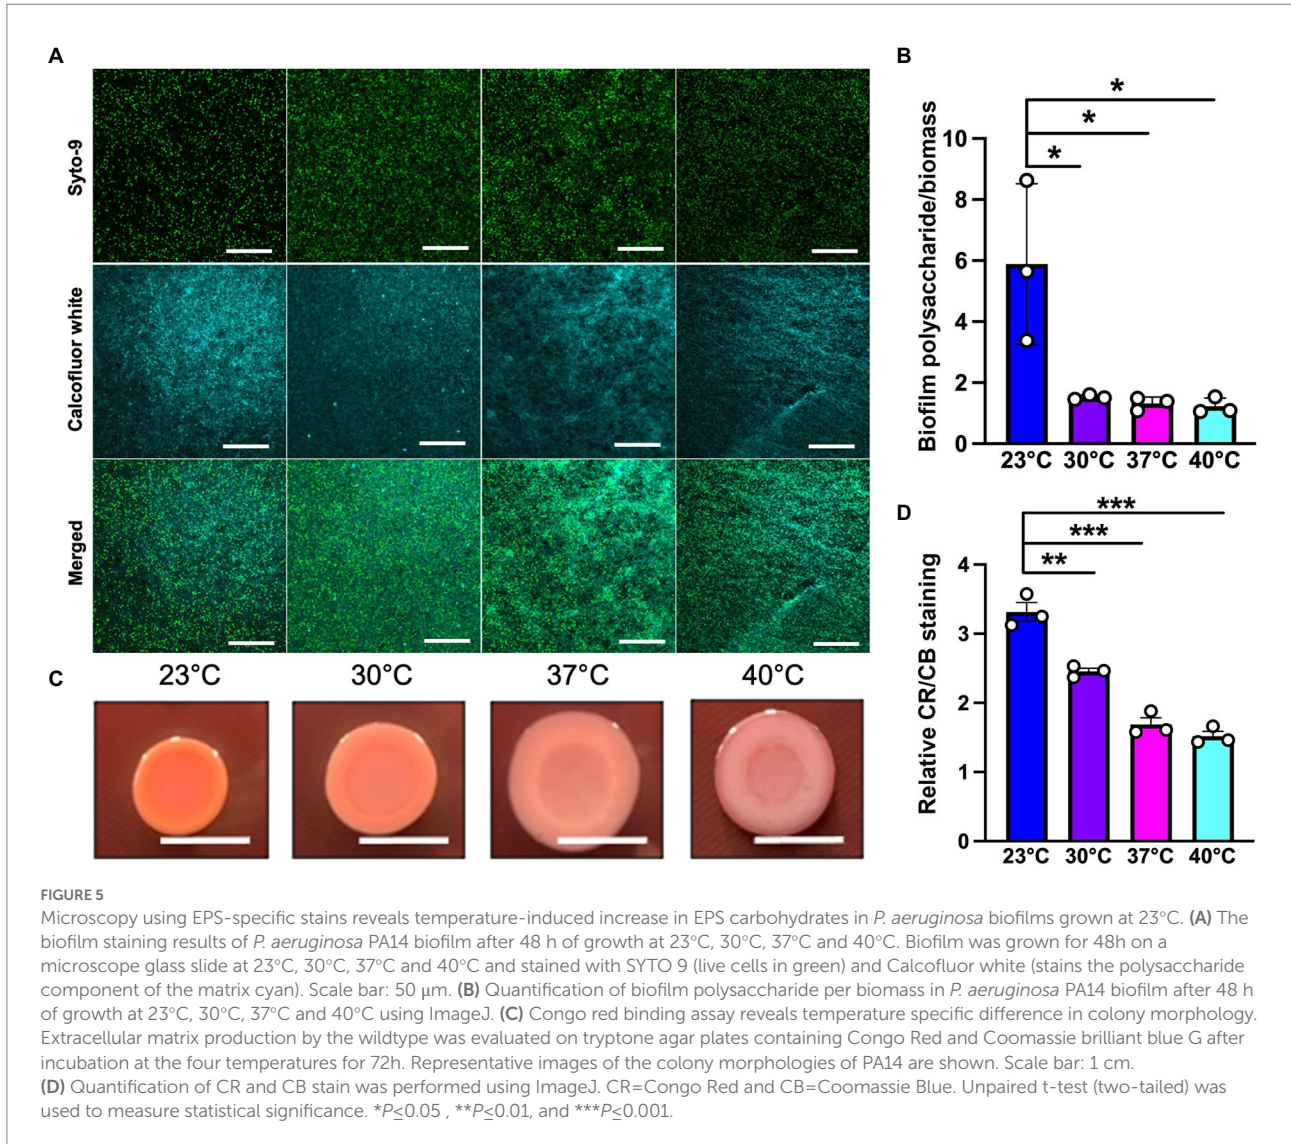 A
Syto-9
Calcofluor white
Merged
B
Biofilm polysaccharide/biomass
10
8
6
4
2
0
*
*
*
23°C 30°C 37°C 40°C
C
23°C 30°C 37°C 40°C
D
Relative CR/CB staining
4
3
2
1
0
***
***
**
23°C 30°C 37°C 40°C
FIGURE 5
Microscopy using EPS-specific stains reveals temperature-induced increase in EPS carbohydrates in P. aeruginosa biofilms grown at 23°C. (A) The
biofilm staining results of P. aeruginosa PA14 biofilm after 48 h of growth at 23°C, 30°C, 37°C and 40°C. Biofilm was grown for 48h on a
microscope glass slide at 23°C, 30°C, 37°C and 40°C and stained with SYTO 9 (live cells in green) and Calcofluor white (stains the polysaccharide
component of the matrix cyan). Scale bar: 50 μm. (B) Quantification of biofilm polysaccharide per biomass in P. aeruginosa PA14 biofilm after 48 h
of growth at 23°C, 30°C, 37°C and 40°C using ImageJ. (C) Congo red binding assay reveals temperature specific difference in colony morphology.
Extracellular matrix production by the wildtype was evaluated on tryptone agar plates containing Congo Red and Coomassie brilliant blue G after
incubation at the four temperatures for 72h. Representative images of the colony morphologies of PA14 are shown. Scale bar: 1 cm.
(D) Quantification of CR and CB stain was performed using ImageJ. CR=Congo Red and CB=Coomassie Blue. Unpaired t-test (two-tailed) was
used to measure statistical significance. *P≤0.05 , **P≤0.01, and ***P≤0.001.